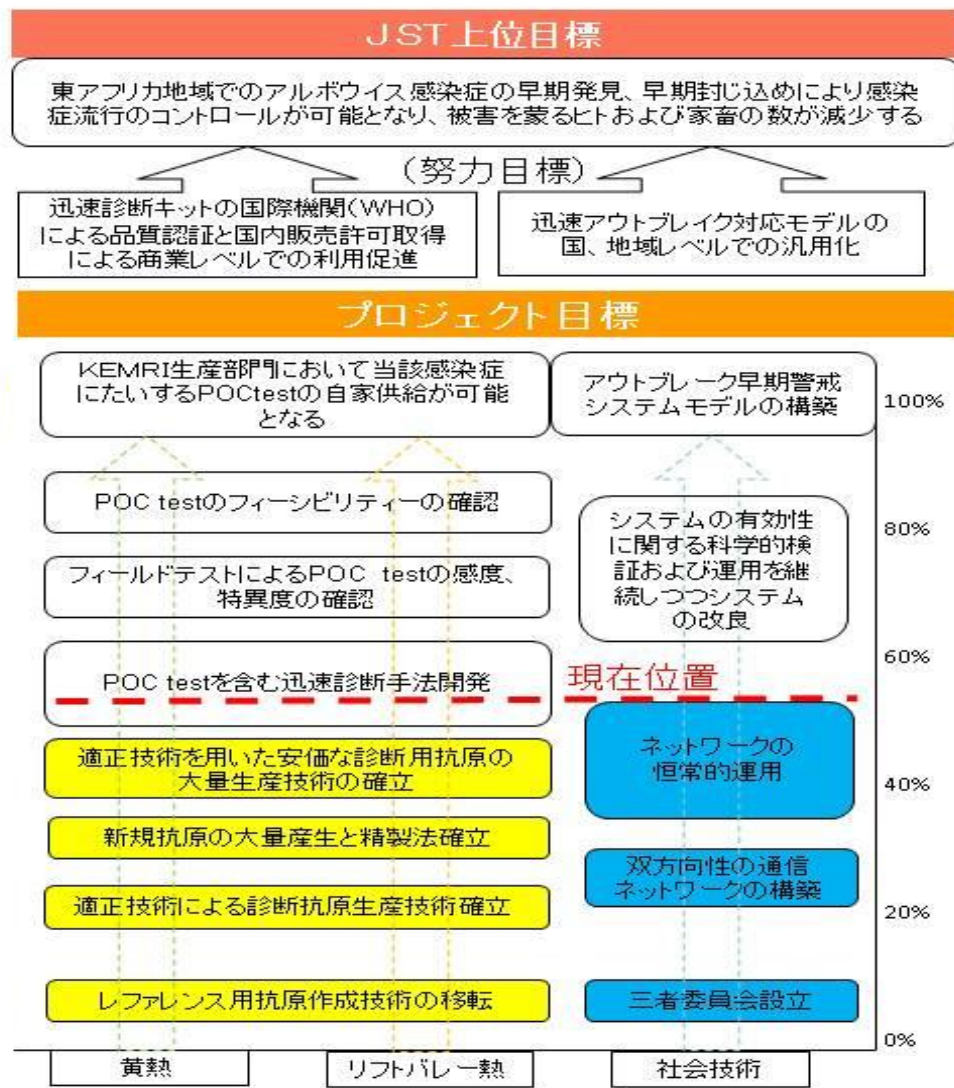 JST上位目標
東アフリカ地域でのアルボウイス感染症の早期発見、早期封じ込めにより感染
症流行のコントロールが可能となり、被害を蒙るヒトおよび家畜の数が減少する
(努力目標)
迅速診断キットの国際機関(WHO)
による品質認証と国内販売許可取得
による商業レベルでの利用促進
迅速アウトブレイク対応モデルの
国、地域レベルでの汎用化
プロジェクト目標
KEMRI生産部門において当該感染症
にたいするPOCtestの自家供給が可能
となる
アウトブレーク早期警戒
システムモデルの構築
100%
POC testのフィーシビリティーの確認
システムの有効性
に関する科学的検
証および運用を継
続しつつシステム
の改良
80%
フィールドテストによるPOC testの感度、
特異度の確認
60%
POC testを含む迅速診断手法開発
現在位置
適正技術を用いた安価な診断用抗原の
大量生産技術の確立
ネットワークの
恒常的運用
40%
新規抗原の大量産生と精製法確立
双方向性の通信
ネットワークの構築
適正技術による診断抗原生産技術確立
20%
レファレンス用抗原作成技術の移転
三者委員会設立
0%
黄熱
リフトバレー熱
社会技術